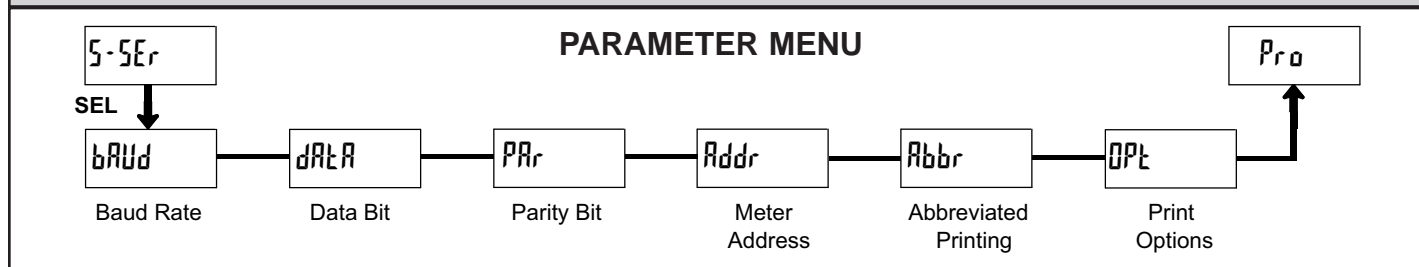 PARAMETER MENU
5-SEr
Pro
SEL
bAUd
dAtA
PAr
Addr
Abbr
OPt
Baud Rate
Data Bit
Parity Bit
Meter
Address
Abbreviated
Printing
Print
Options